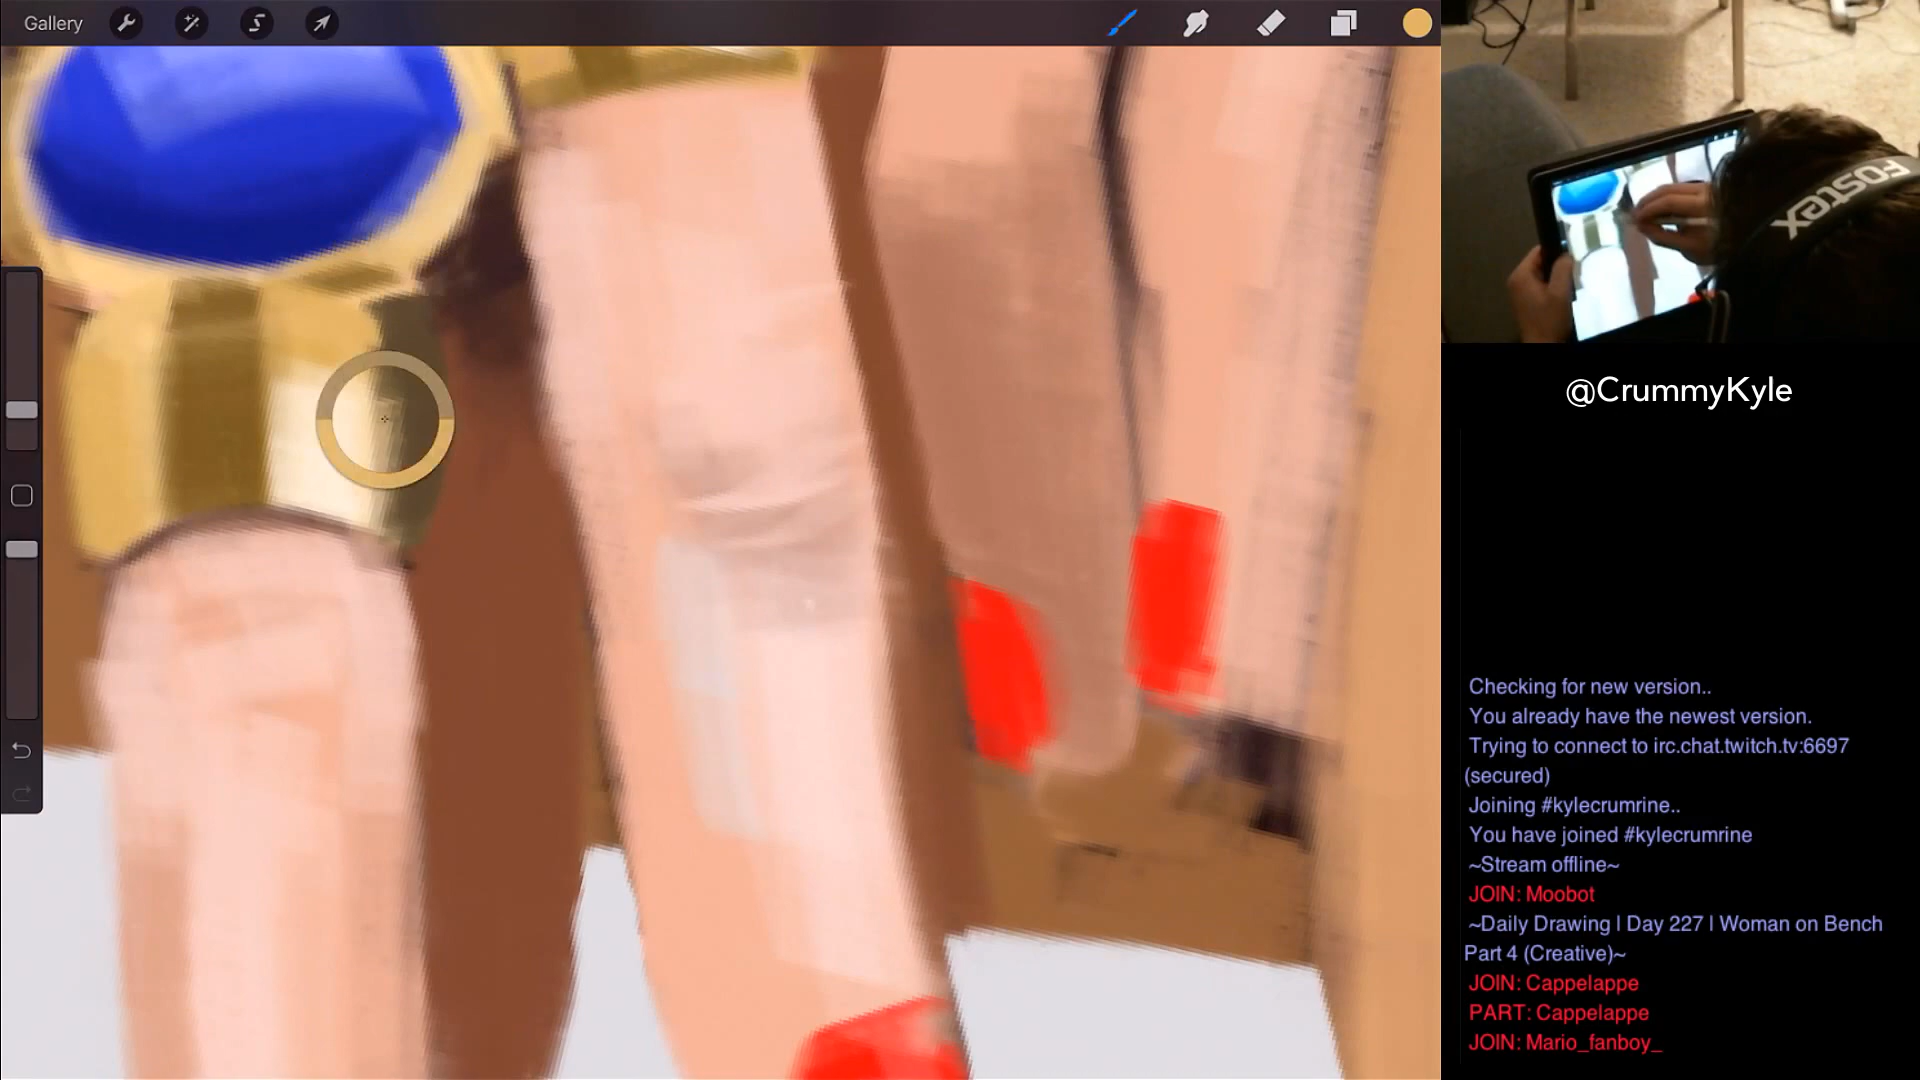 Gallery
FOSTEX
@CrummyKyle
Checking for new version..
You already have the newest version.
Trying to connect to irc.chat.twitch.tv:6697
(secured)
Joining #kylecrumrine..
You have joined #kylecrumrine
~Stream offline~
JOIN: Moobot
~Daily Drawing | Day 227 | Woman on Bench
Part 4 (Creative)~
JOIN: Cappelappe
PART: Cappelappe
JOIN: Mario_fanboy_